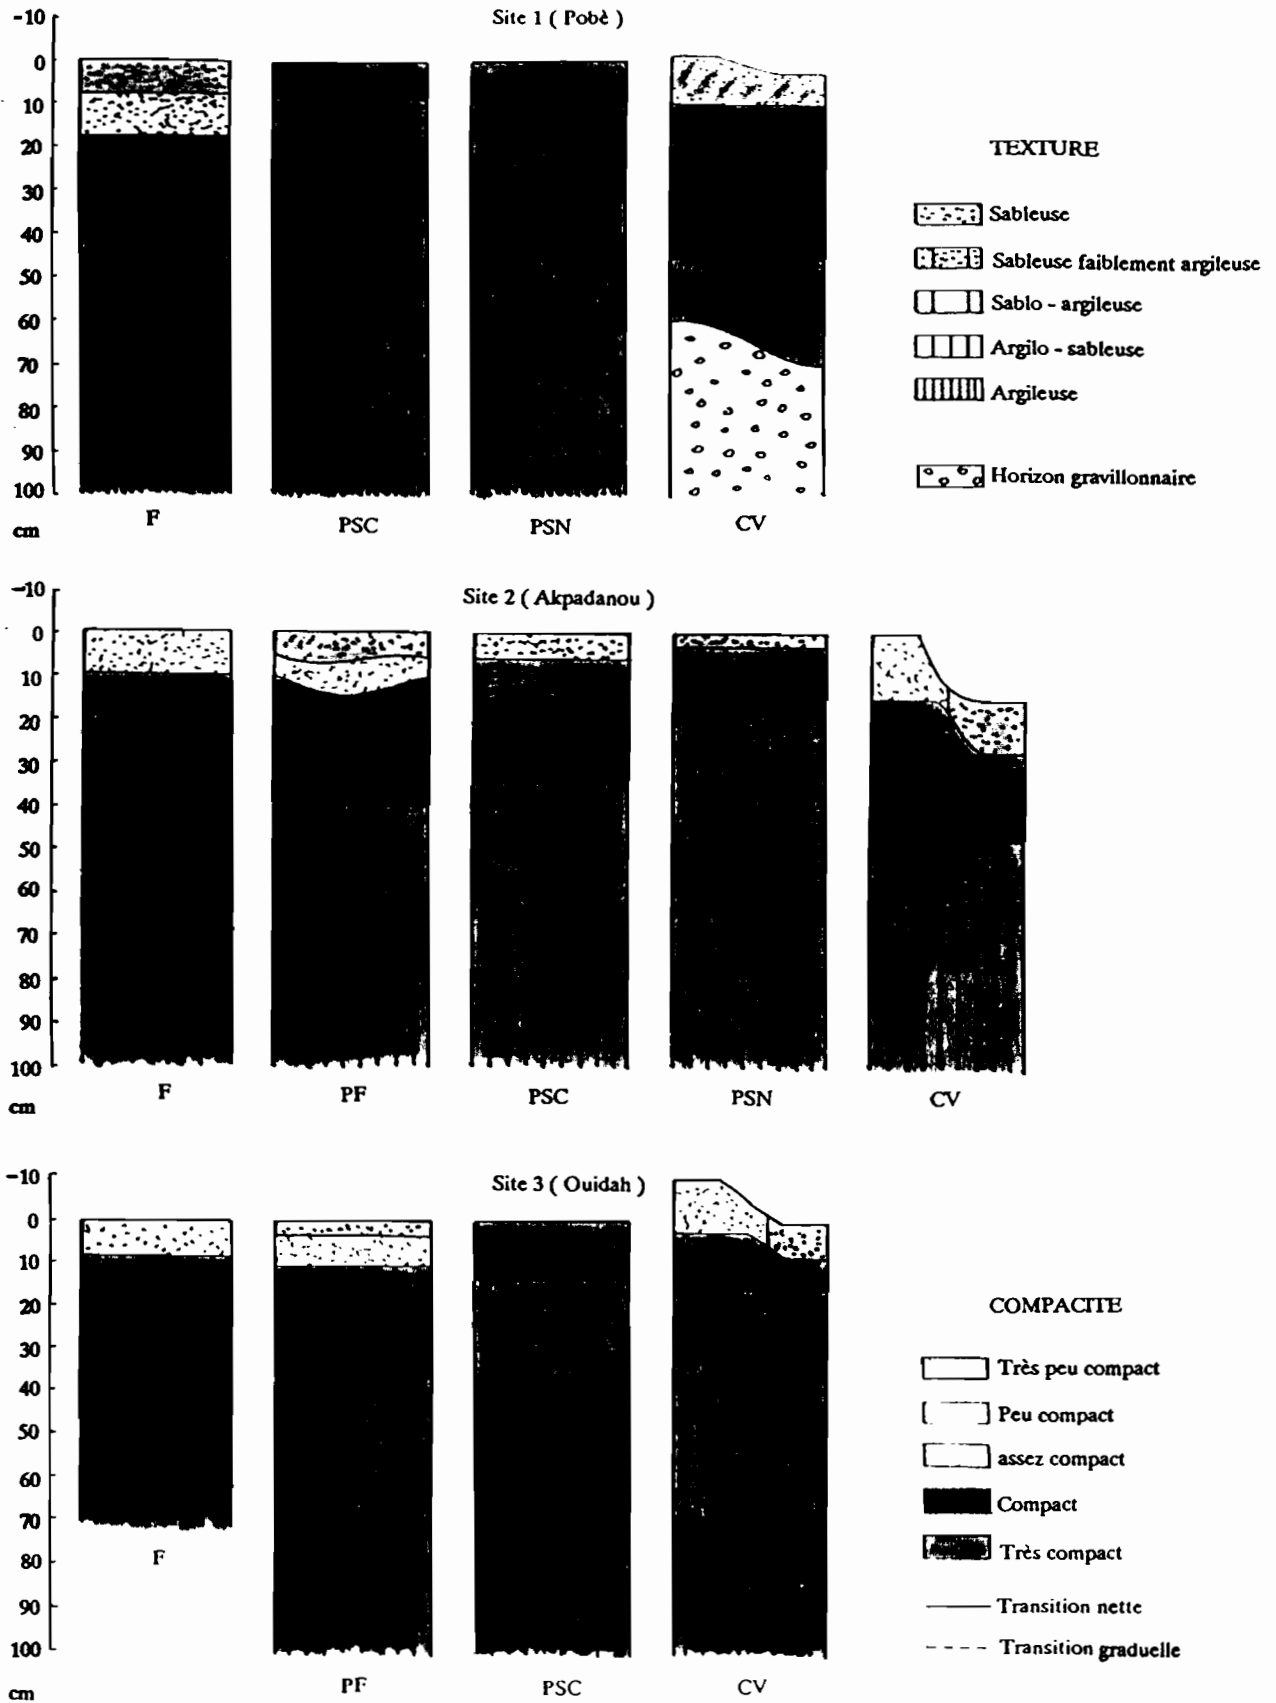 Site 1 ( Pobè )
-10
0
10
20
30
40
50
60
70
80
90
100
cm
F
PSC
PSN
CV
TEXTURE
Sableuse
Sableuse faiblement argileuse
Sablo - argileuse
Argilo - sableuse
Argileuse
Horizon gravillonnaire
Site 2 ( Akpadanou )
-10
0
10
20
30
40
50
60
70
80
90
100
cm
F
PF
PSC
PSN
CV
Site 3 ( Ouidah )
-10
0
10
20
30
40
50
60
70
80
90
100
cm
F
PF
PSC
CV
COMPACITE
Très peu compact
Peu compact
assez compact
Compact
Très compact
Transition nette
Transition graduelle